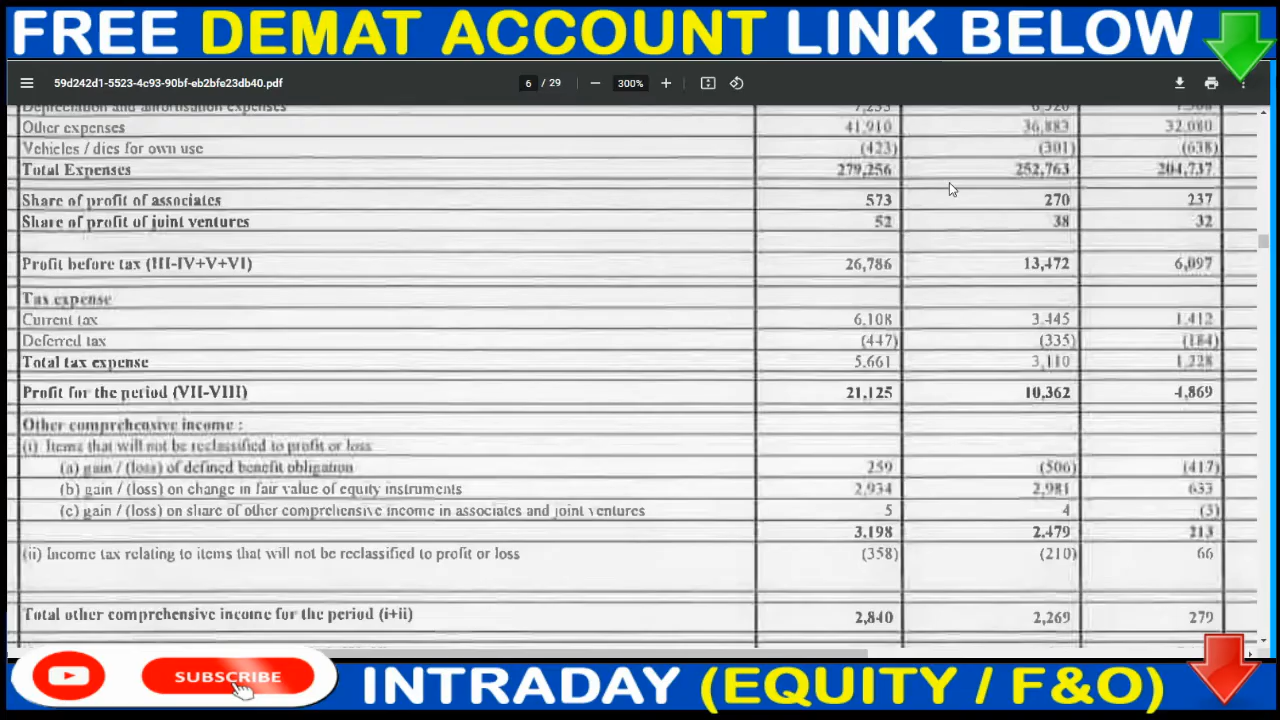 FREE DEMAT ACCOUNT LINK BELOW
59d242d1-5523-4c93-90bf-eb2bfe23db40.pdf 6 / 29 — 300% +
Depreciation and amortisation expenses
Other expenses 41,910 36,883 32,080
Vehicles / dies for own use (423) (301) (638)
Total Expenses 279,256 252,763 204,737
Share of profit of associates 573 270 237
Share of profit of joint ventures 52 38 32
Profit before tax (III-IV+V+VI) 26,786 13,472 6,097
Tax expense
Current tax 6,108 3,445 1,412
Deferred tax (447) (335) (184)
Total tax expense 5,661 3,110 1,228
Profit for the period (VII-VIII) 21,125 10,362 4,869
Other comprehensive income :
(i) Items that will not be reclassified to profit or loss
(a) gain / (loss) of defined benefit obligation 259 (506) (417)
(b) gain / (loss) on change in fair value of equity instruments 2,934 2,981 633
(c) gain / (loss) on share of other comprehensive income in associates and joint ventures 5 4 (3)
3,198 2,479 213
(ii) Income tax relating to items that will not be reclassified to profit or loss (358) (210) 66
Total other comprehensive income for the period (i+ii) 2,840 2,269 279
SUBSCRIBE
INTRADAY (EQUITY / F&O)